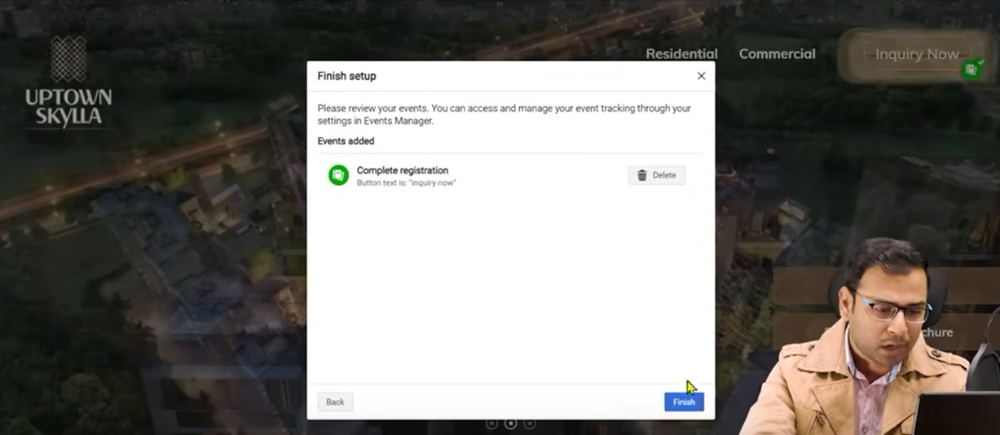 UPTOWN
SKYLLA
Residential
Commercial
Inquiry Now
Finish setup
Please review your events. You can access and manage your event tracking through your
settings in Events Manager.
Events added
Complete registration
Button text is: "inquiry now"
Delete
Back
Finish
chure